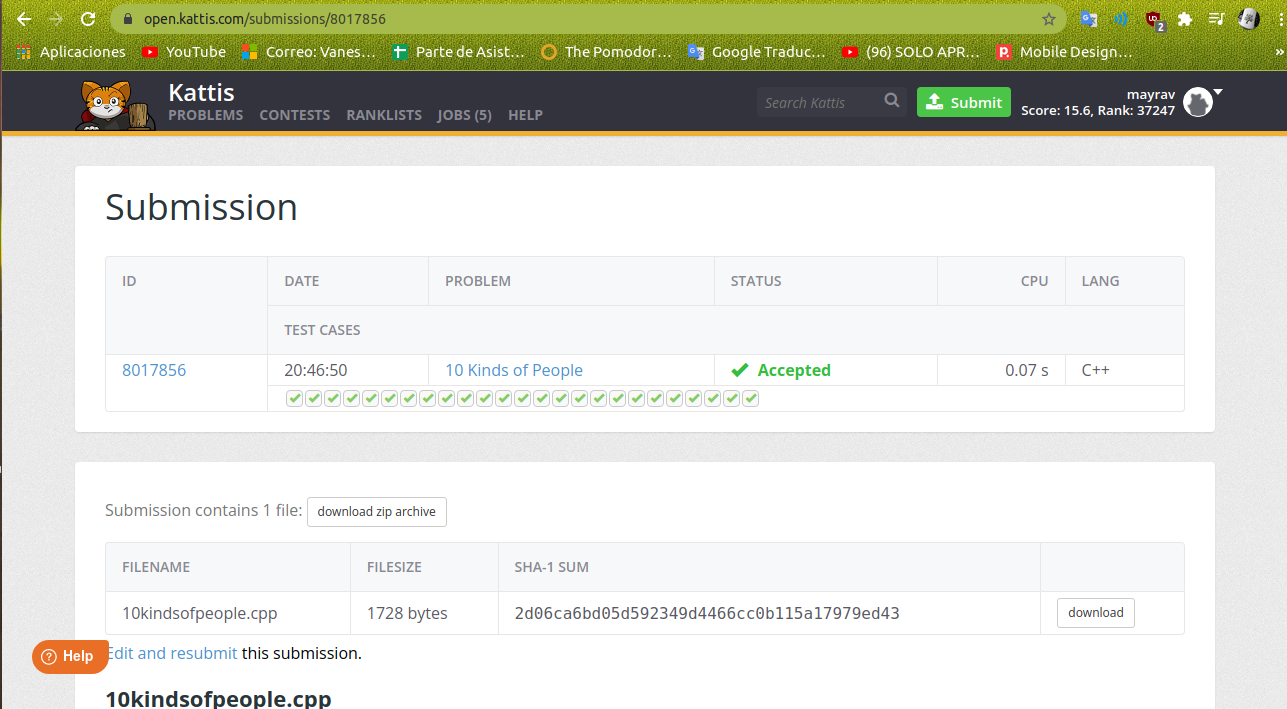 open.kattis.com/submissions/8017856
2
Aplicaciones YouTube Correo: Vanes... Parte de Asist... The Pomodor... Google Traduc... (96) SOLO APR... Mobile Design... »
Kattis
PROBLEMS CONTESTS RANKLISTS JOBS (5) HELP
Search Kattis
Submit
mayrav
Score: 15.6, Rank: 37247
Submission
ID DATE PROBLEM STATUS CPU LANG
TEST CASES
8017856 20:46:50 10 Kinds of People Accepted 0.07 s C++
Submission contains 1 file: download zip archive
FILENAME FILESIZE SHA-1 SUM
10kindsofpeople.cpp 1728 bytes 2d06ca6bd05d592349d4466cc0b115a17979ed43 download
Help
Edit and resubmit this submission.
10kindsofpeople.cpp